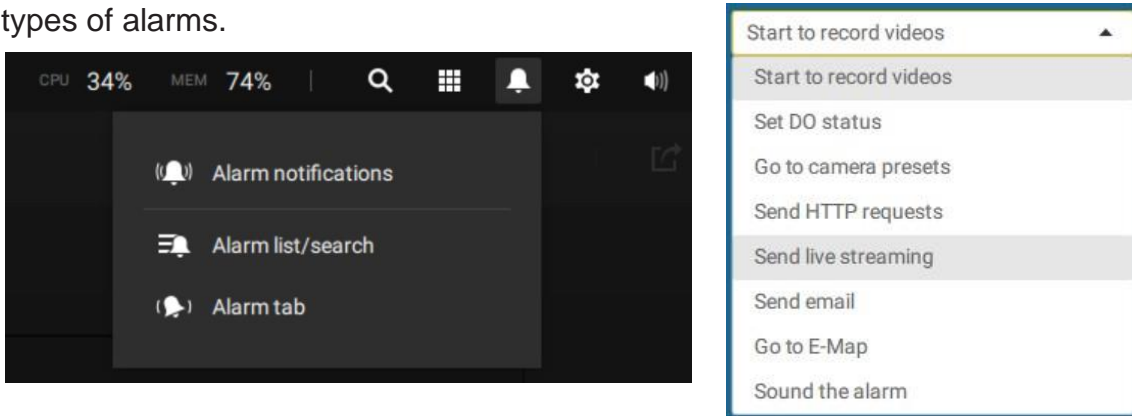 types of alarms.
CPU 34% MEM 74%
Alarm notifications
Alarm list/search
Alarm tab
Start to record videos
Start to record videos
Set DO status
Go to camera presets
Send HTTP requests
Send live streaming
Send email
Go to E-Map
Sound the alarm